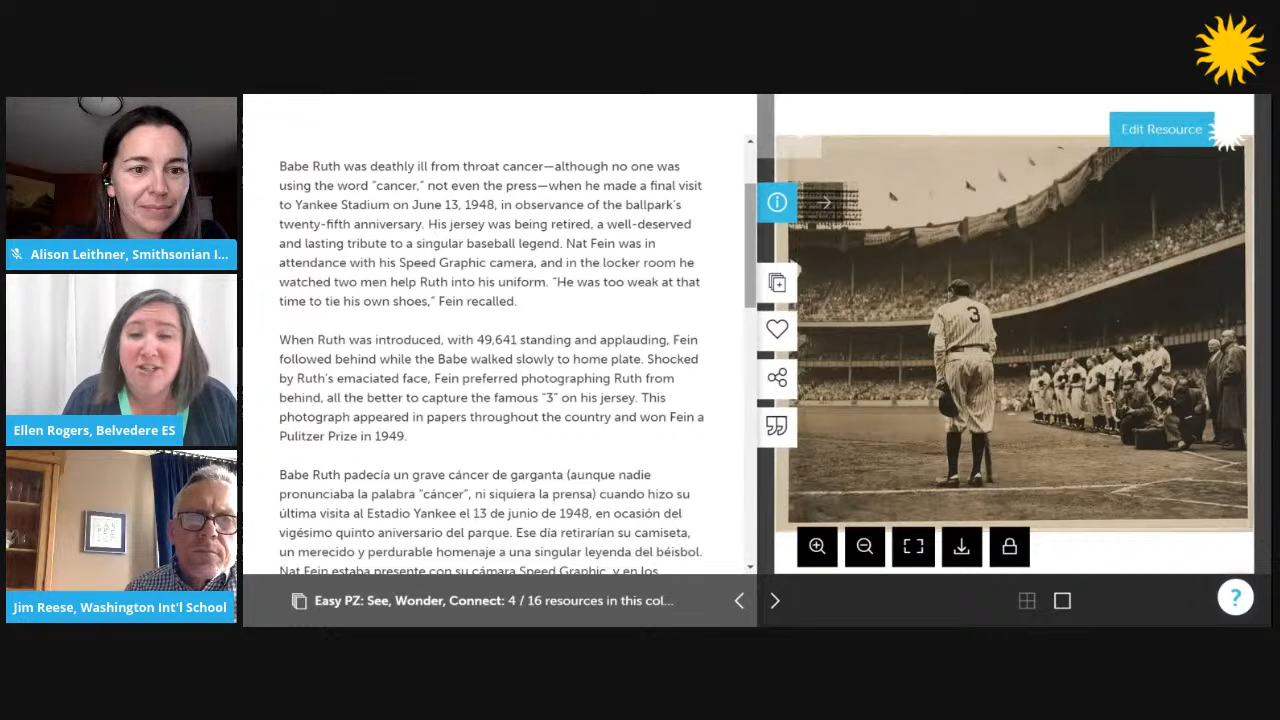 Edit Resource
Alison Leithner, Smithsonian I...
Ellen Rogers, Belvedere ES
Jim Reese, Washington Int'l School
Babe Ruth was deathly ill from throat cancer—although no one was
using the word "cancer," not even the press—when he made a final visit
to Yankee Stadium on June 13, 1948, in observance of the ballpark's
twenty-fifth anniversary. His jersey was being retired, a well-deserved
and lasting tribute to a singular baseball legend. Nat Fein was in
attendance with his Speed Graphic camera, and in the locker room he
watched two men help Ruth into his uniform. "He was too weak at that
time to tie his own shoes," Fein recalled.
When Ruth was introduced, with 49,641 standing and applauding, Fein
followed behind while the Babe walked slowly to home plate. Shocked
by Ruth's emaciated face, Fein preferred photographing Ruth from
behind, all the better to capture the famous "3" on his jersey. This
photograph appeared in papers throughout the country and won Fein a
Pulitzer Prize in 1949.
Babe Ruth padecía un grave cáncer de garganta (aunque nadie
pronunciaba la palabra "cáncer", ni siquiera la prensa) cuando hizo su
última visita al Estadio Yankee el 13 de junio de 1948, en ocasión del
vigésimo quinto aniversario del parque. Ese día retirarían su camiseta,
un merecido y perdurable homenaje a una singular leyenda del béisbol.
Nat Fein estaba presente con su cámara Speed Graphic, y en los
3
Easy PZ: See, Wonder, Connect: 4 / 16 resources in this col...
?